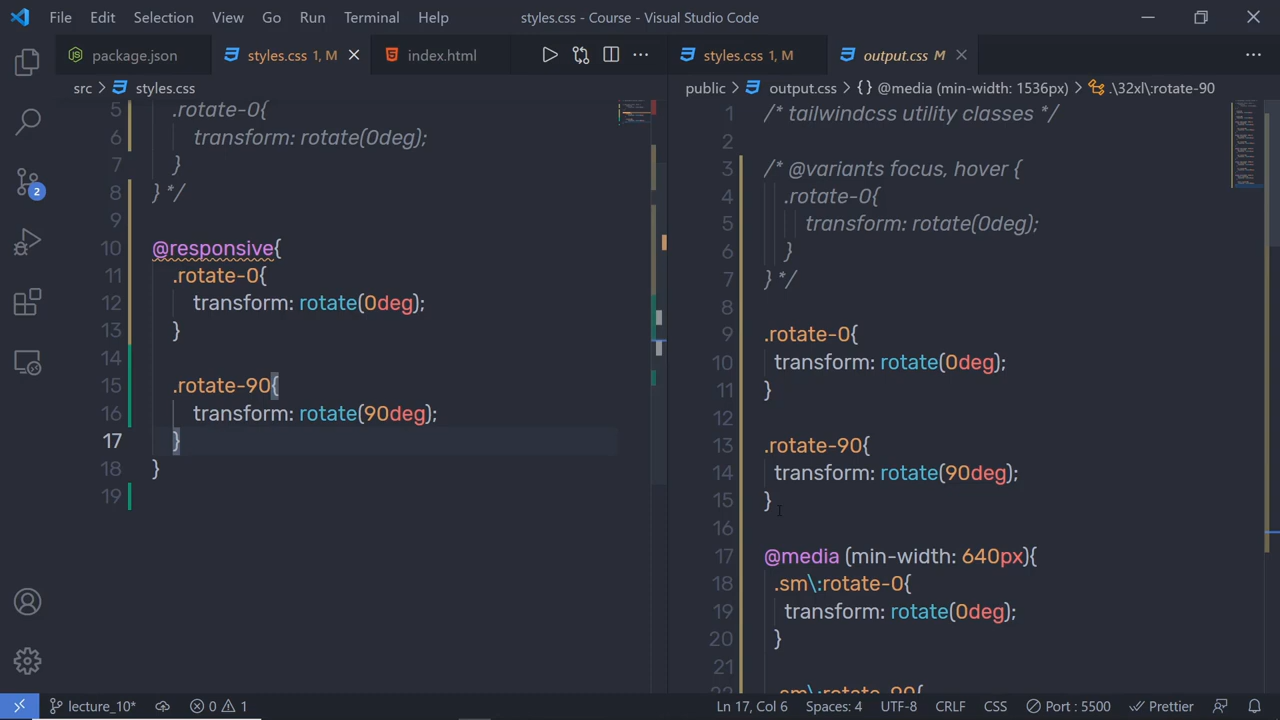 File Edit Selection View Go Run Terminal Help styles.css - Course - Visual Studio Code
package.json styles.css 1, M index.html styles.css 1, M output.css M
src > styles.css
public > output.css > {} @media (min-width: 1536px) > .\32xl\:rotate-90
5 .rotate-0{
6 transform: rotate(0deg);
7 }
8 } */
9
10 @responsive{
11 .rotate-0{
12 transform: rotate(0deg);
13 }
14
15 .rotate-90{
16 transform: rotate(90deg);
17 }
18 }
19
1 /* tailwindcss utility classes */
2
3 /* @variants focus, hover {
4 .rotate-0{
5 transform: rotate(0deg);
6 }
7 } */
8
9 .rotate-0{
10 transform: rotate(0deg);
11 }
12
13 .rotate-90{
14 transform: rotate(90deg);
15 }
16
17 @media (min-width: 640px){
18 .sm\:rotate-0{
19 transform: rotate(0deg);
20 }
21
22 .sm\:rotate-90{
2
lecture_10* 0 1 Ln 17, Col 6 Spaces: 4 UTF-8 CRLF CSS Port : 5500 Prettier